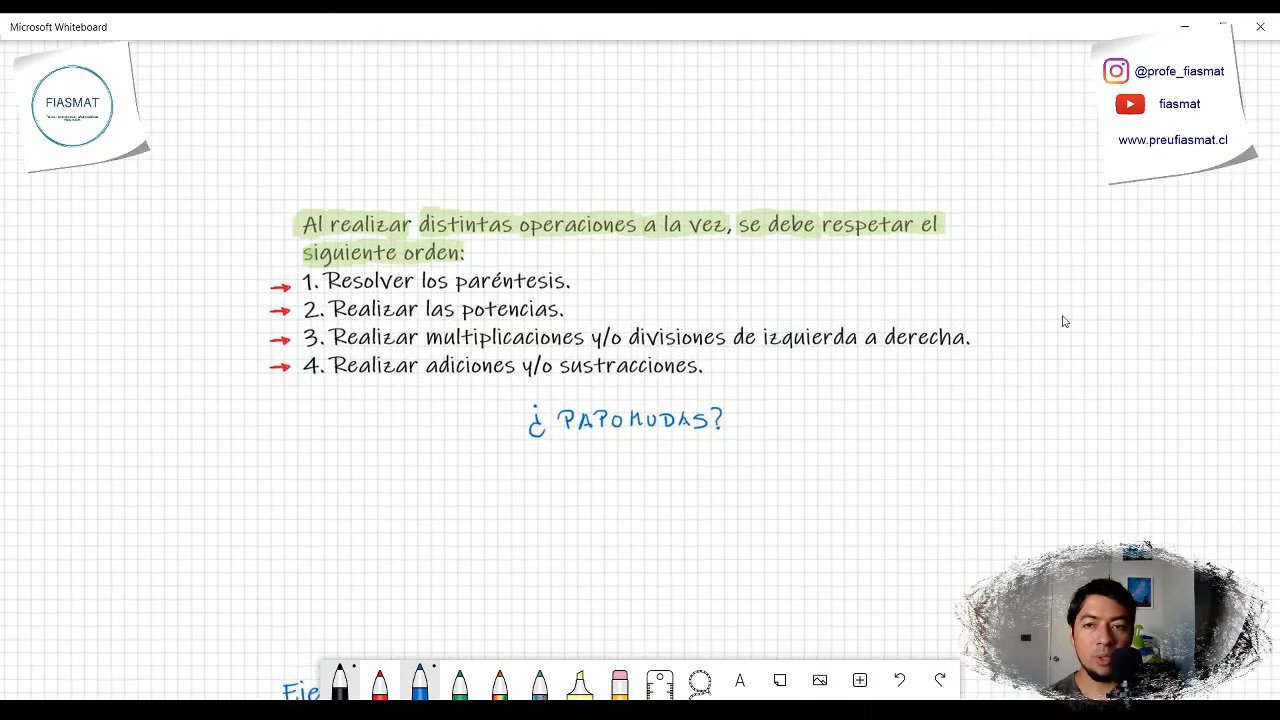 Microsoft Whiteboard
FIASMAT
@profe_fiasmat
fiasmat
www.preufiasmat.cl
Al realizar distintas operaciones a la vez, se debe respetar el
siguiente orden:
1. Resolver los paréntesis.
2. Realizar las potencias.
3. Realizar multiplicaciones y/o divisiones de izquierda a derecha.
4. Realizar adiciones y/o sustracciones.
¿PAPOMUDAS?
Eje